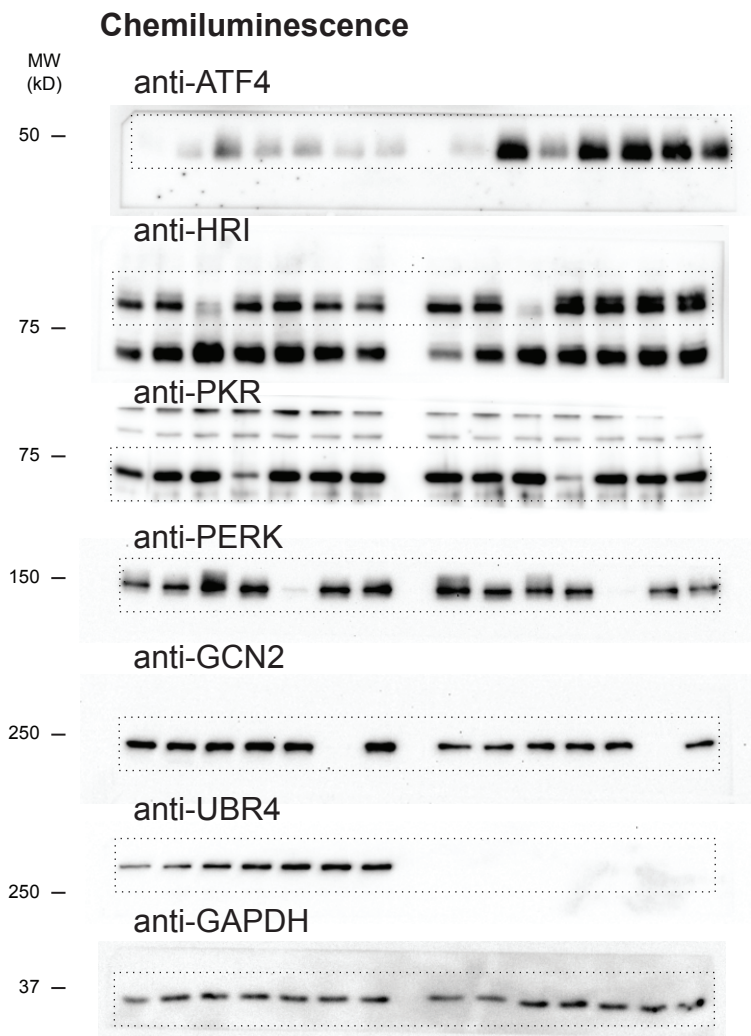 Chemiluminescence
MW
(kD)
anti-ATF4
50
anti-HRI
75
anti-PKR
75
anti-PERK
150
anti-GCN2
250
anti-UBR4
250
anti-GAPDH
37